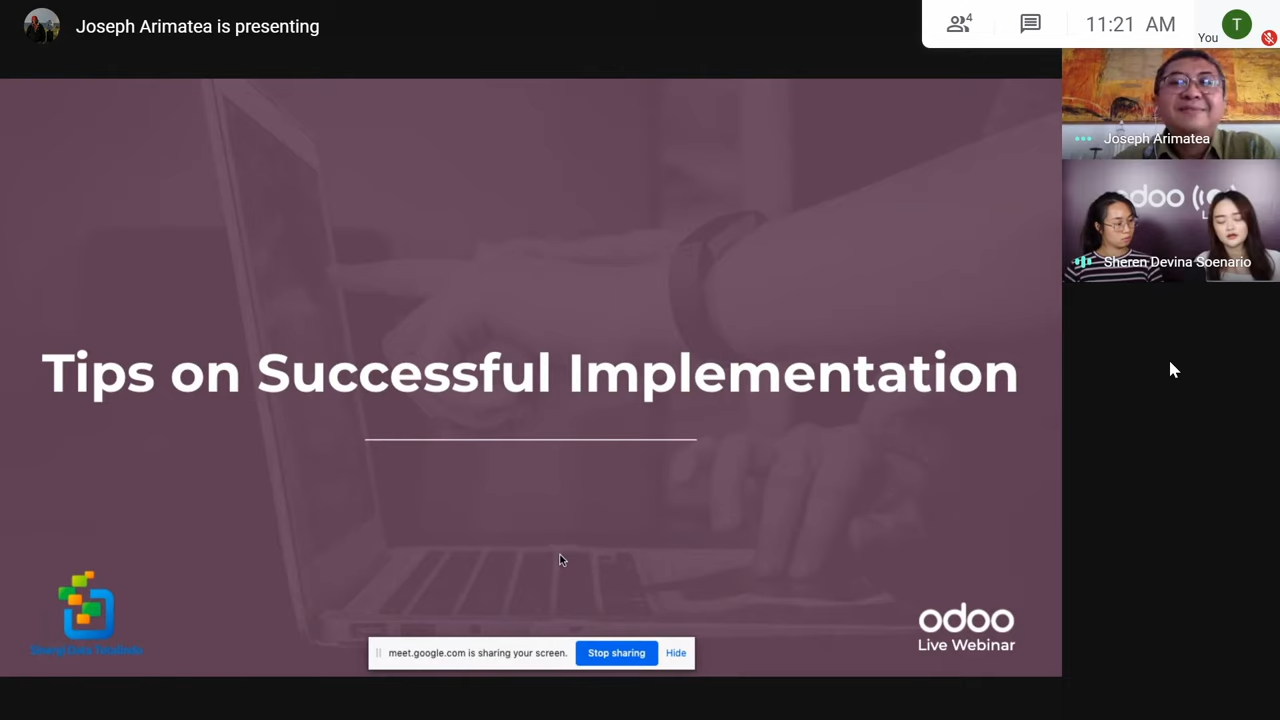 Joseph Arimatea is presenting
4
11:21 AM
You
T
Joseph Arimatea
odoo
L
Sheren Devina Soenario
Tips on Successful Implementation
odoo
Live Webinar
meet.google.com is sharing your screen.
Stop sharing
Hide